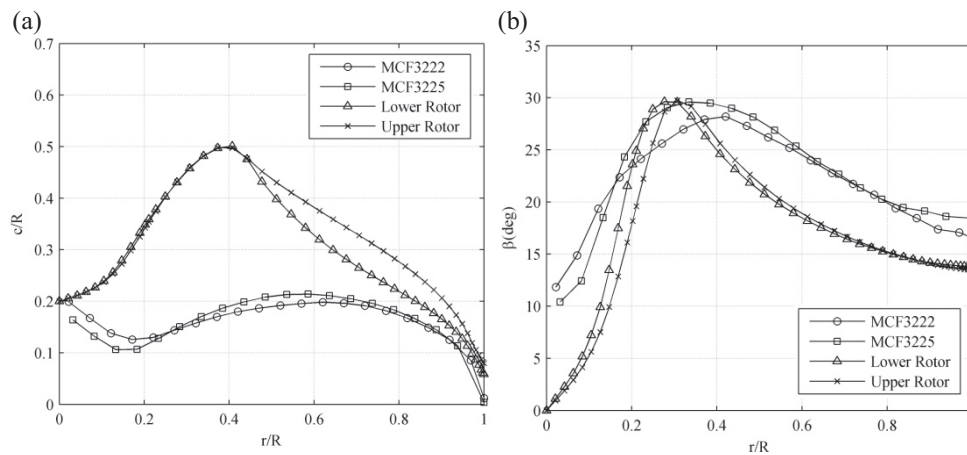 (a)
0.7
0.6
0.5
0.4
0.3
0.2
0.1
0
c/R
0
0.2
0.4
0.6
0.8
1
r/R
MCF3222
MCF3225
Lower Rotor
Upper Rotor
(b)
35
30
25
20
15
10
5
0
β(deg)
0
0.2
0.4
0.6
0.8
r/R
MCF3222
MCF3225
Lower Rotor
Upper Rotor